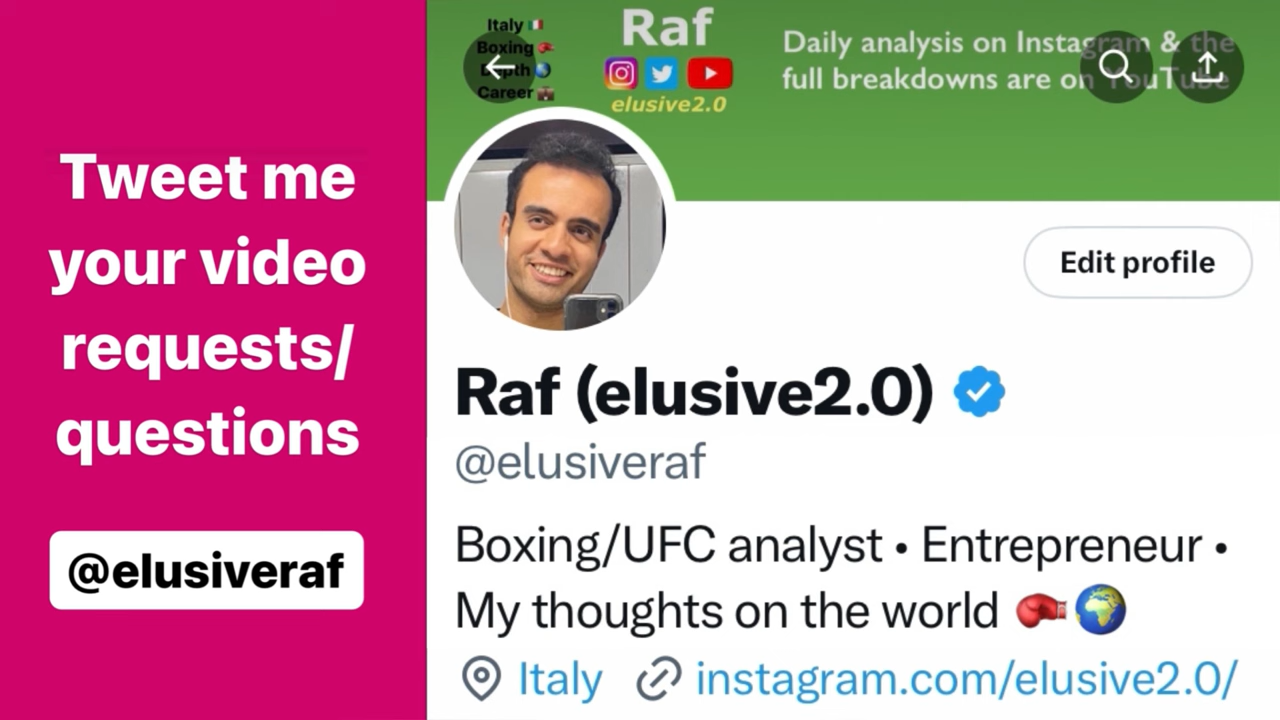 Tweet me
your video
requests/
questions
@elusiveraf
Italy 🇮🇹
Boxing 🥊
Depth 🌍
Career 💼
Raf
elusive2.0
Daily analysis on Instagram & the
full breakdowns are on YouTube
Edit profile
Raf (elusive2.0)
@elusiveraf
Boxing/UFC analyst • Entrepreneur •
My thoughts on the world 🥊🌍
Italy
instagram.com/elusive2.0/